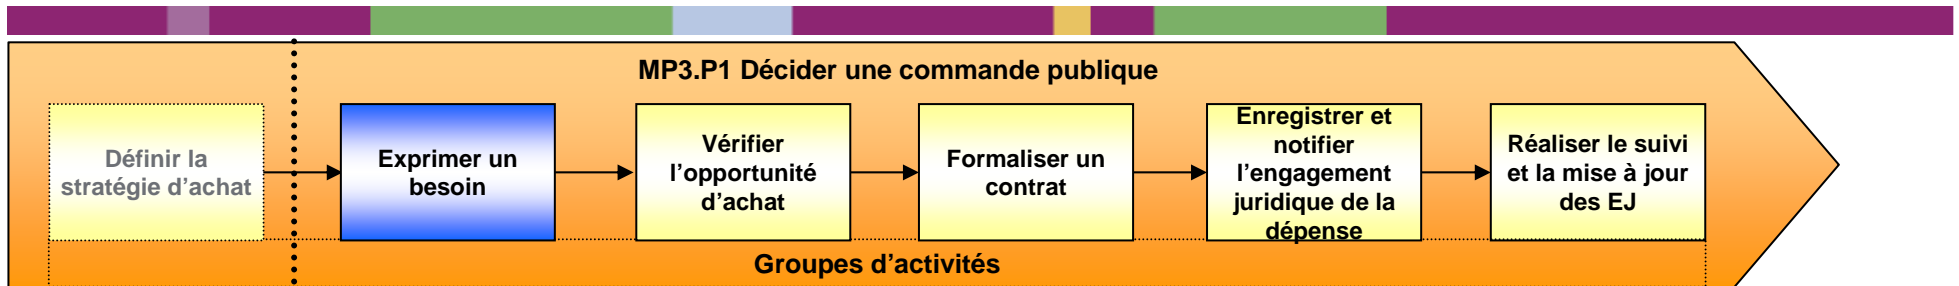 MP3.P1 Décider une commande publique
Définir la
stratégie d’achat
Exprimer un
besoin
Vérifier
l’opportunité
d’achat
Formaliser un
contrat
Enregistrer et
notifier
l’engagement
juridique de la
dépense
Réaliser le suivi
et la mise à jour
des EJ
Groupes d’activités